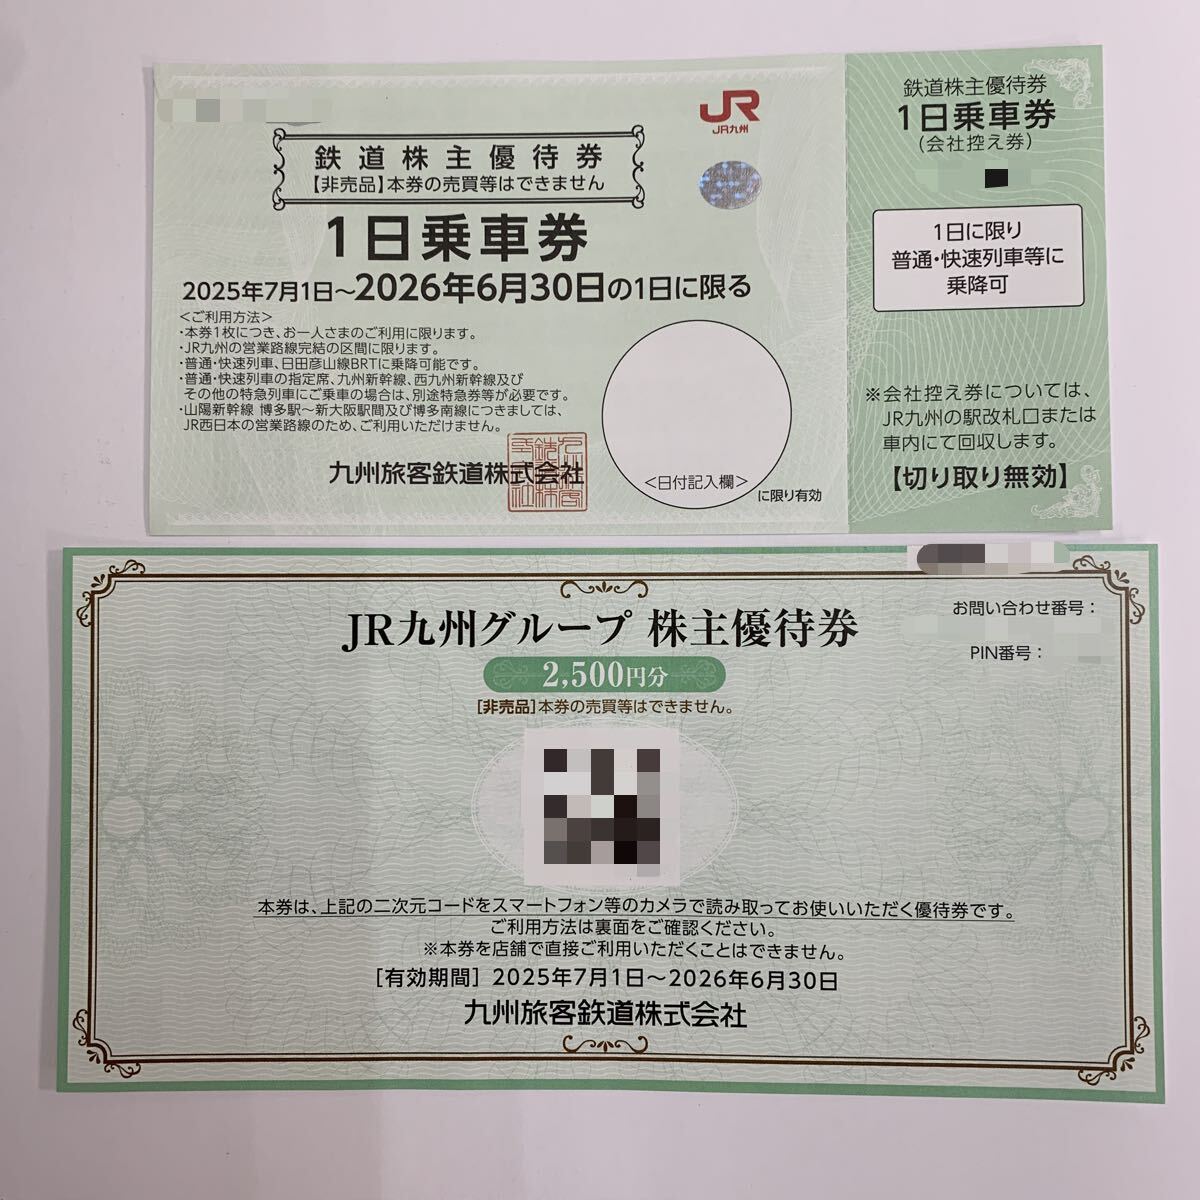 JR
JR九州
鉄道株主優待券
【非売品】本券の売買等はできません
1日乗車券
2025年7月1日～2026年6月30日の1日に限る
＜ご利用方法＞
・本券1枚につき、お一人さまのご利用に限ります。
・JR九州の営業路線完結の区間に限ります。
・普通・快速列車、日田彦山線BRTに乗降可能です。
・普通・快速列車の指定席、九州新幹線、西九州新幹線及び
その他の特急列車にご乗車の場合は、別途特急券等が必要です。
・山陽新幹線 博多駅～新大阪駅間及び博多南線につきましては、
JR西日本の営業路線のため、ご利用いただけません。
九州旅客鉄道株式会社
＜日付記入欄＞
に限り有効
鉄道株主優待券
1日乗車券
（会社控え券）
1日に限り
普通・快速列車等に
乗降可
※会社控え券については、
JR九州の駅改札口または
車内にて回収します。
【切り取り無効】
お問い合わせ番号：
PIN番号：
JR九州グループ 株主優待券
2,500円分
［非売品］本券の売買等はできません。
本券は、上記の二次元コードをスマートフォン等のカメラで読み取ってお使いいただく優待券です。
ご利用方法は裏面をご確認ください。
※本券を店舗で直接ご利用いただくことはできません。
［有効期間］2025年7月1日～2026年6月30日
九州旅客鉄道株式会社